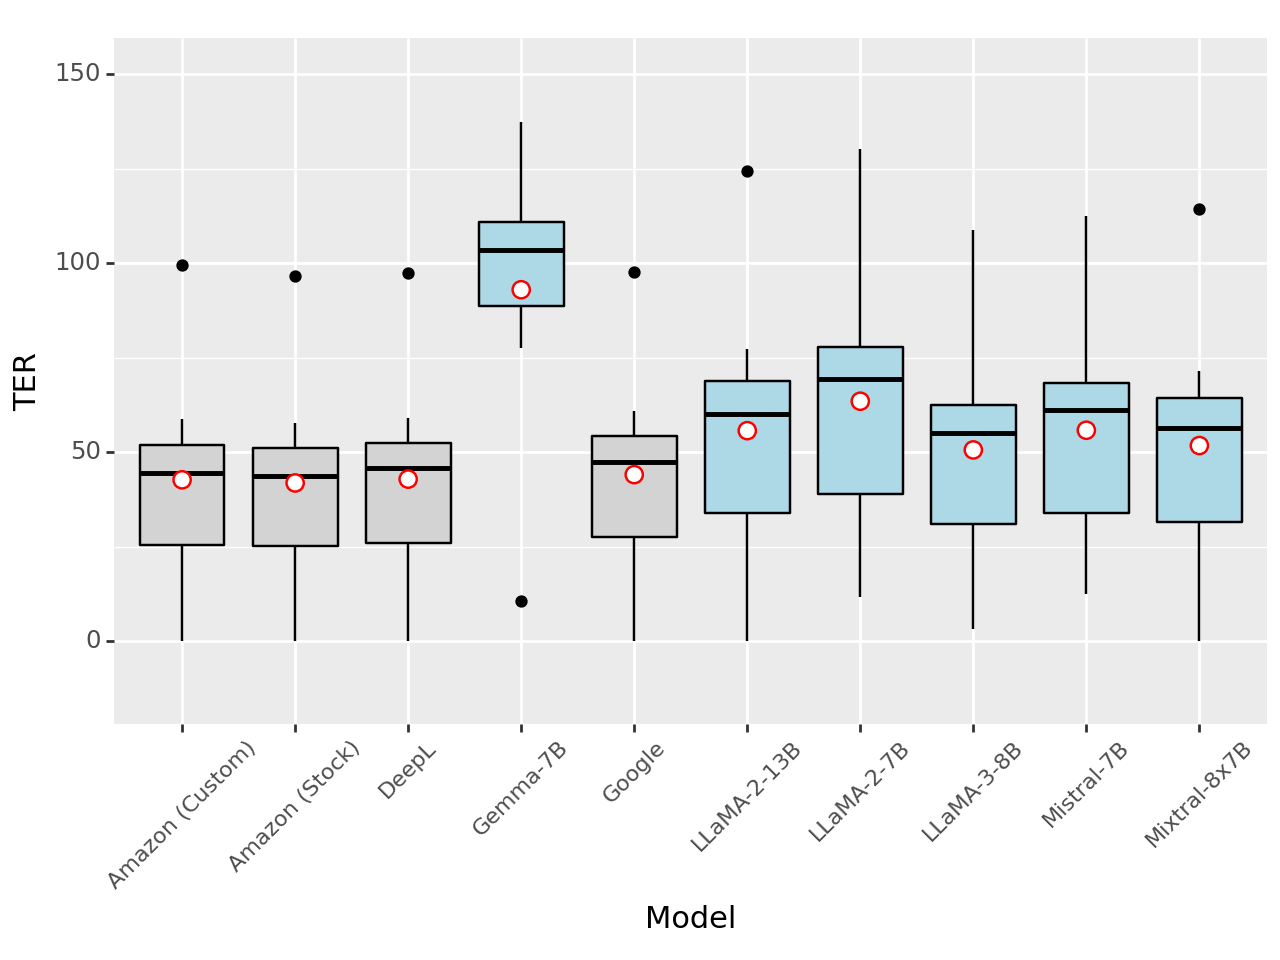 150
100
50
0
TER
Amazon (Custom)
Amazon (Stock)
DeepL
Gemma-7B
Google
LLaMA-2-13B
LLaMA-2-7B
LLaMA-3-8B
Mistral-7B
Mixtral-8x7B
Model